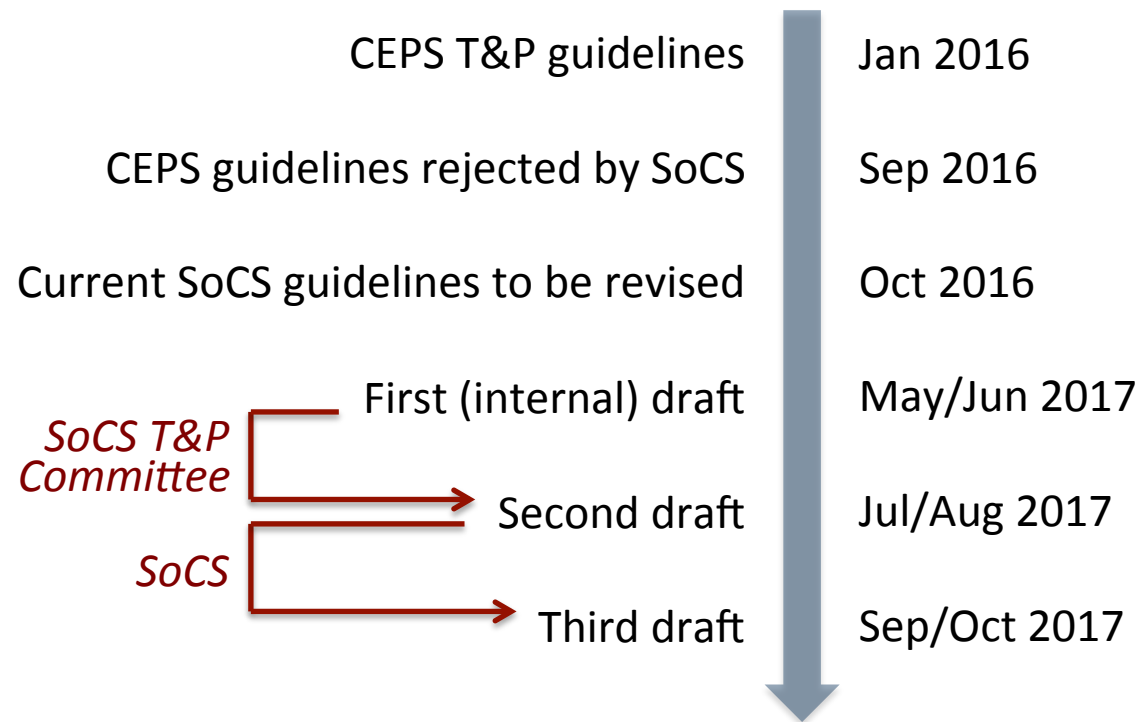 CEPS T&P guidelines
Jan 2016
CEPS guidelines rejected by SoCS
Sep 2016
Current SoCS guidelines to be revised
Oct 2016
First (internal) draft
May/Jun 2017
SoCS T&P
Committee
Second draft
Jul/Aug 2017
SoCS
Third draft
Sep/Oct 2017